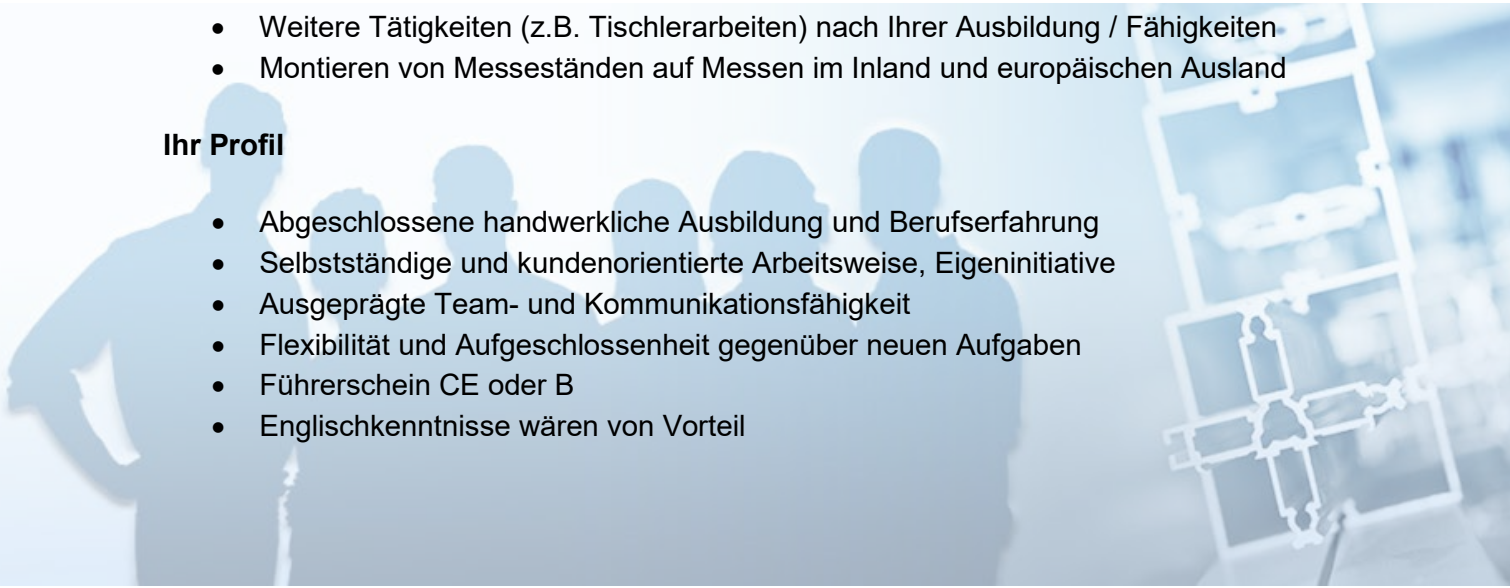 • Weitere Tätigkeiten (z.B. Tischlerarbeiten) nach Ihrer Ausbildung / Fähigkeiten
• Montieren von Messeständen auf Messen im Inland und europäischen Ausland
Ihr Profil
• Abgeschlossene handwerkliche Ausbildung und Berufserfahrung
• Selbstständige und kundenorientierte Arbeitsweise, Eigeninitiative
• Ausgeprägte Team- und Kommunikationsfähigkeit
• Flexibilität und Aufgeschlossenheit gegenüber neuen Aufgaben
• Führerschein CE oder B
• Englischkenntnisse wären von Vorteil